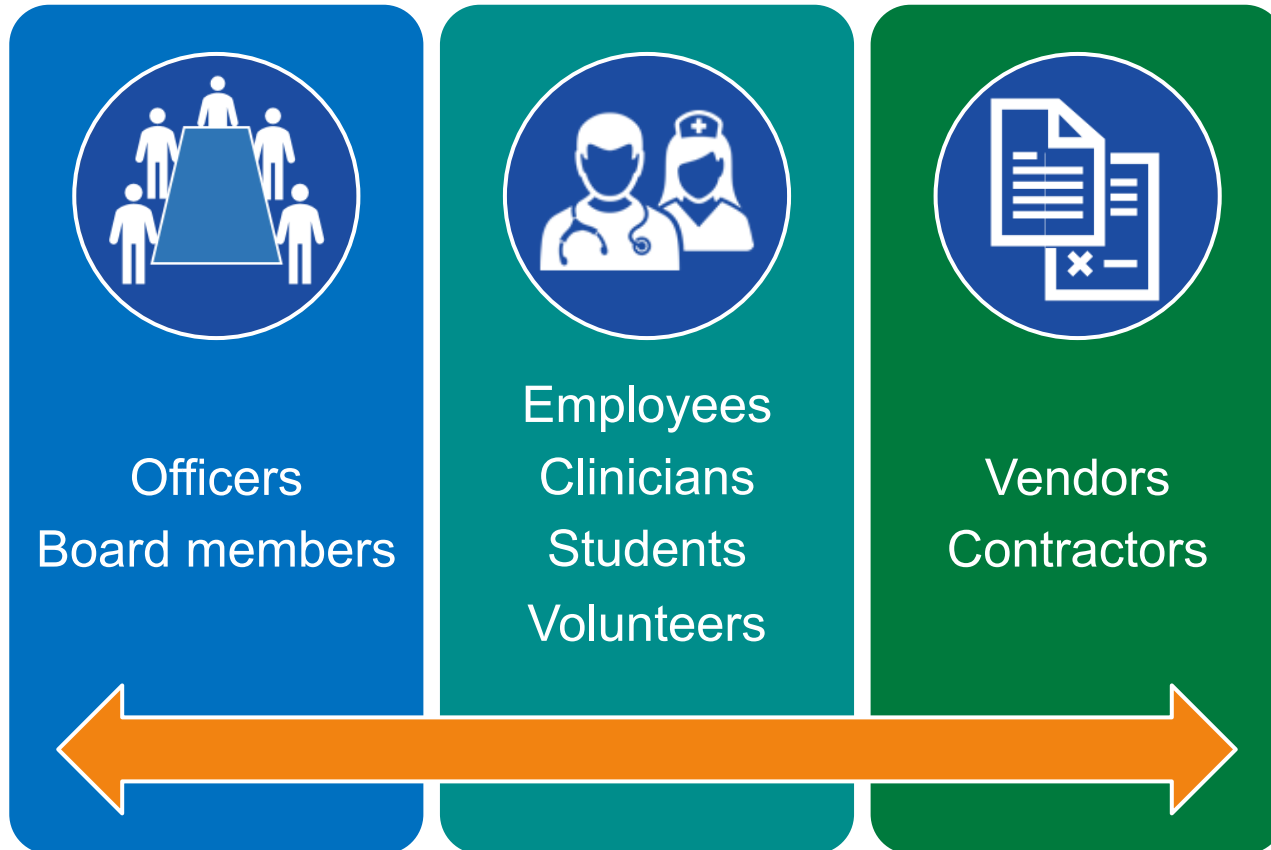 Officers
Board members
Employees
Clinicians
Students
Volunteers
Vendors
Contractors